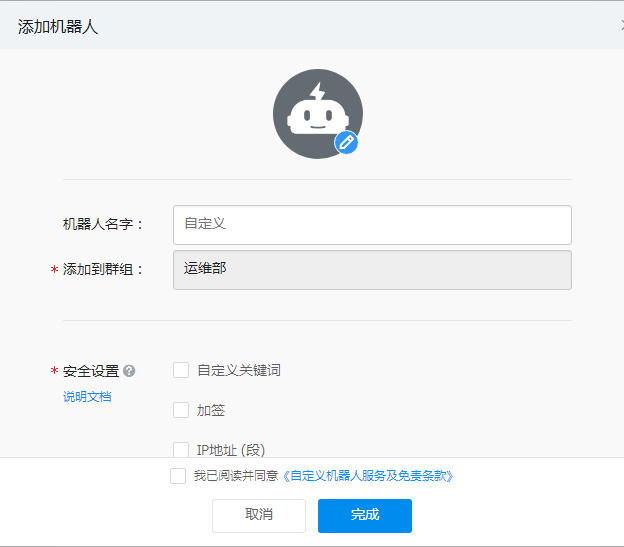 添加机器人
机器人名字：
自定义
* 添加到群组：
运维部
* 安全设置 ?
自定义关键词
说明文档
加签
IP地址 (段)
我已阅读并同意《自定义机器人服务及免责条款》
取消
完成